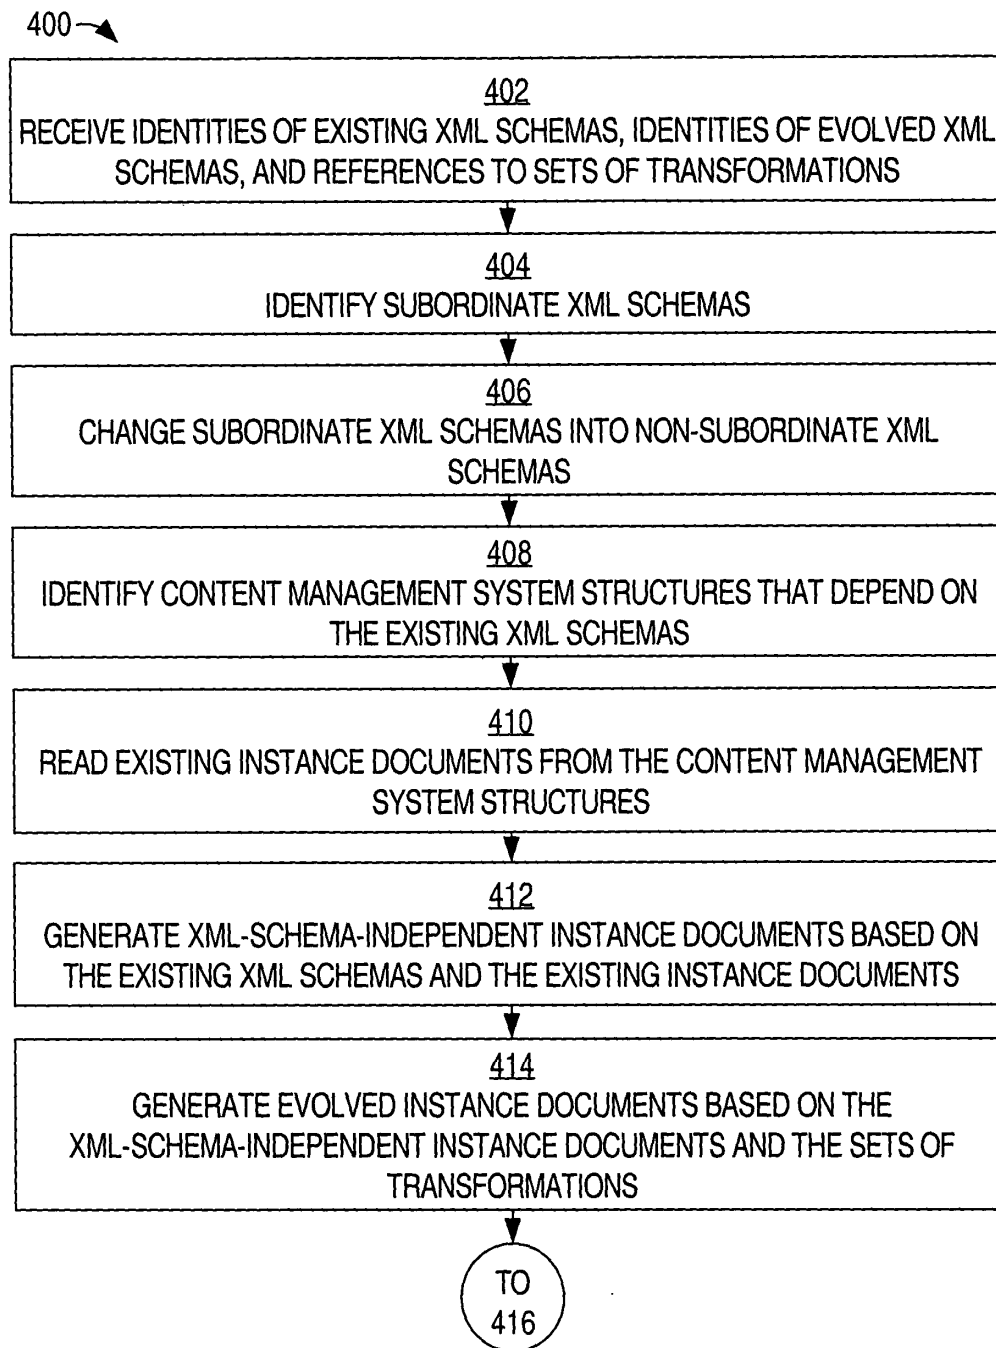 400
402
RECEIVE IDENTITIES OF EXISTING XML SCHEMAS, IDENTITIES OF EVOLVED XML
SCHEMAS, AND REFERENCES TO SETS OF TRANSFORMATIONS
404
IDENTIFY SUBORDINATE XML SCHEMAS
406
CHANGE SUBORDINATE XML SCHEMAS INTO NON-SUBORDINATE XML
SCHEMAS
408
IDENTIFY CONTENT MANAGEMENT SYSTEM STRUCTURES THAT DEPEND ON
THE EXISTING XML SCHEMAS
410
READ EXISTING INSTANCE DOCUMENTS FROM THE CONTENT MANAGEMENT
SYSTEM STRUCTURES
412
GENERATE XML-SCHEMA-INDEPENDENT INSTANCE DOCUMENTS BASED ON
THE EXISTING XML SCHEMAS AND THE EXISTING INSTANCE DOCUMENTS
414
GENERATE EVOLVED INSTANCE DOCUMENTS BASED ON THE
XML-SCHEMA-INDEPENDENT INSTANCE DOCUMENTS AND THE SETS OF
TRANSFORMATIONS
TO
416